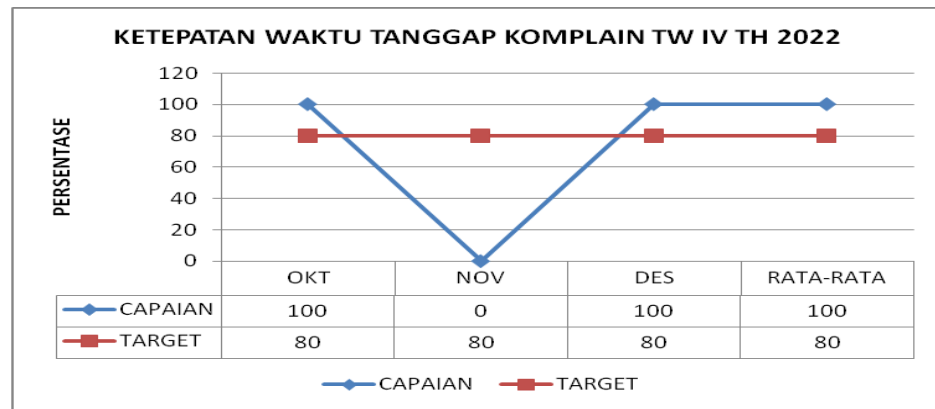 KETEPATAN WAKTU TANGGAP KOMPLAIN TW IV TH 2022
PERSENTASE
120
100
80
60
40
20
0
OKT NOV DES RATA-RATA
CAPAIAN 100 0 100 100
TARGET 80 80 80 80
CAPAIAN TARGET